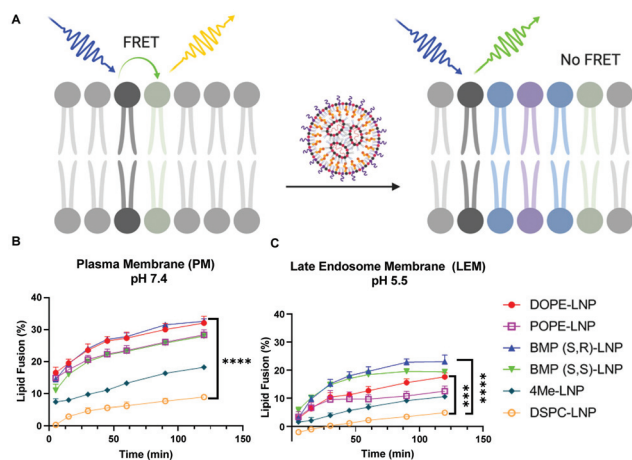 A
FRET
No FRET
B
Plasma Membrane (PM)
pH 7.4
Lipid Fusion (%)
40
30
20
10
0
0
50
100
150
Time (min)
****
C
Late Endosome Membrane (LEM)
pH 5.5
Lipid Fusion (%)
40
30
20
10
0
50
100
150
Time (min)
***
****
DOPE-LNP
POPE-LNP
BMP (S,R)-LNP
BMP (S,S)-LNP
4Me-LNP
DSPC-LNP